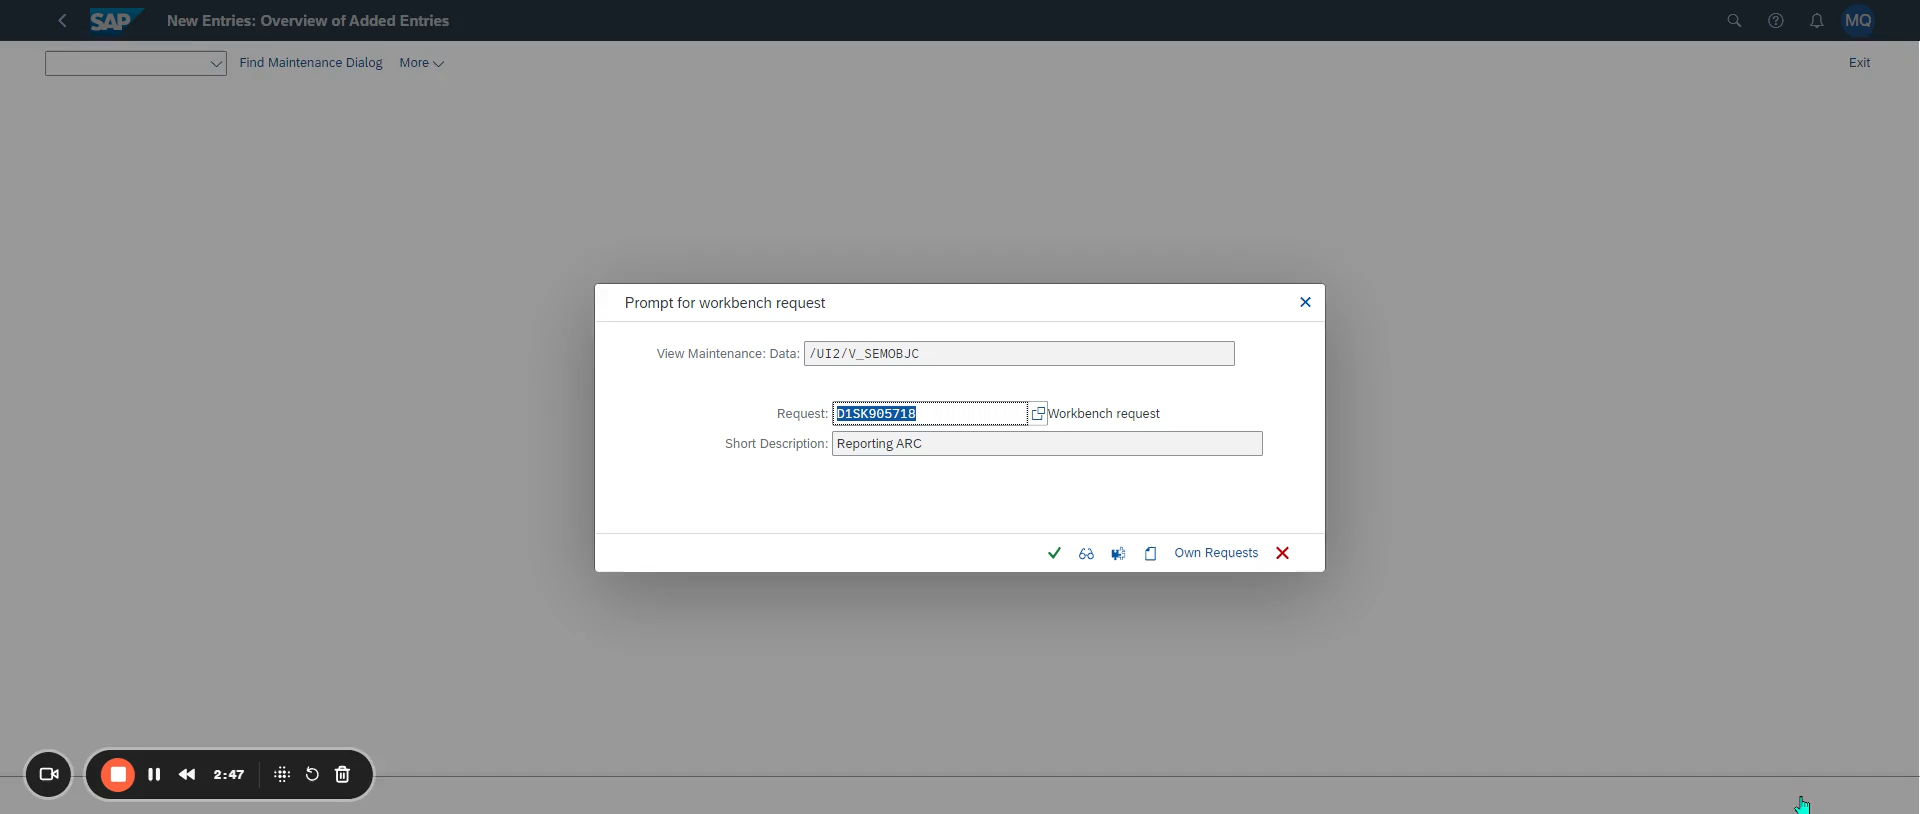 SAP New Entries: Overview of Added Entries MQ
Find Maintenance Dialog More Exit
Prompt for workbench request
View Maintenance: Data: /UI2/V_SEMOBJC
Request: D1SK905718 Workbench request
Short Description: Reporting ARC
Own Requests
2:47